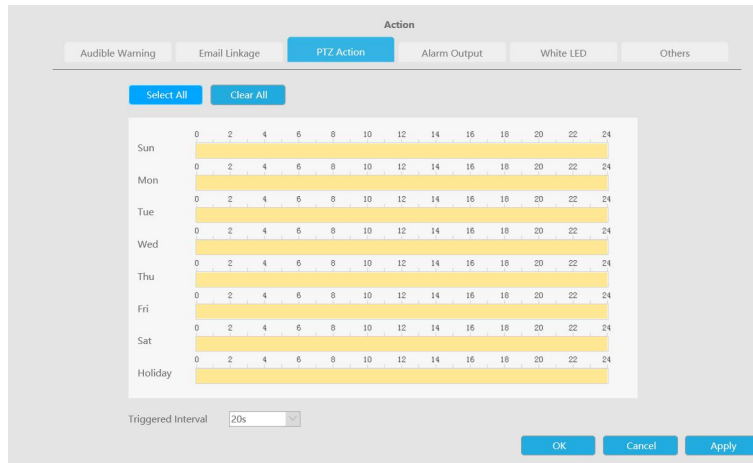 Action
Audible Warning Email Linkage PTZ Action Alarm Output White LED Others
Select All Clear All
0 2 4 6 8 10 12 14 16 18 20 22 24
Sun
0 2 4 6 8 10 12 14 16 18 20 22 24
Mon
0 2 4 6 8 10 12 14 16 18 20 22 24
Tue
0 2 4 6 8 10 12 14 16 18 20 22 24
Wed
0 2 4 6 8 10 12 14 16 18 20 22 24
Thu
0 2 4 6 8 10 12 14 16 18 20 22 24
Fri
0 2 4 6 8 10 12 14 16 18 20 22 24
Sat
0 2 4 6 8 10 12 14 16 18 20 22 24
Holiday
Triggered Interval 20s
OK Cancel Apply